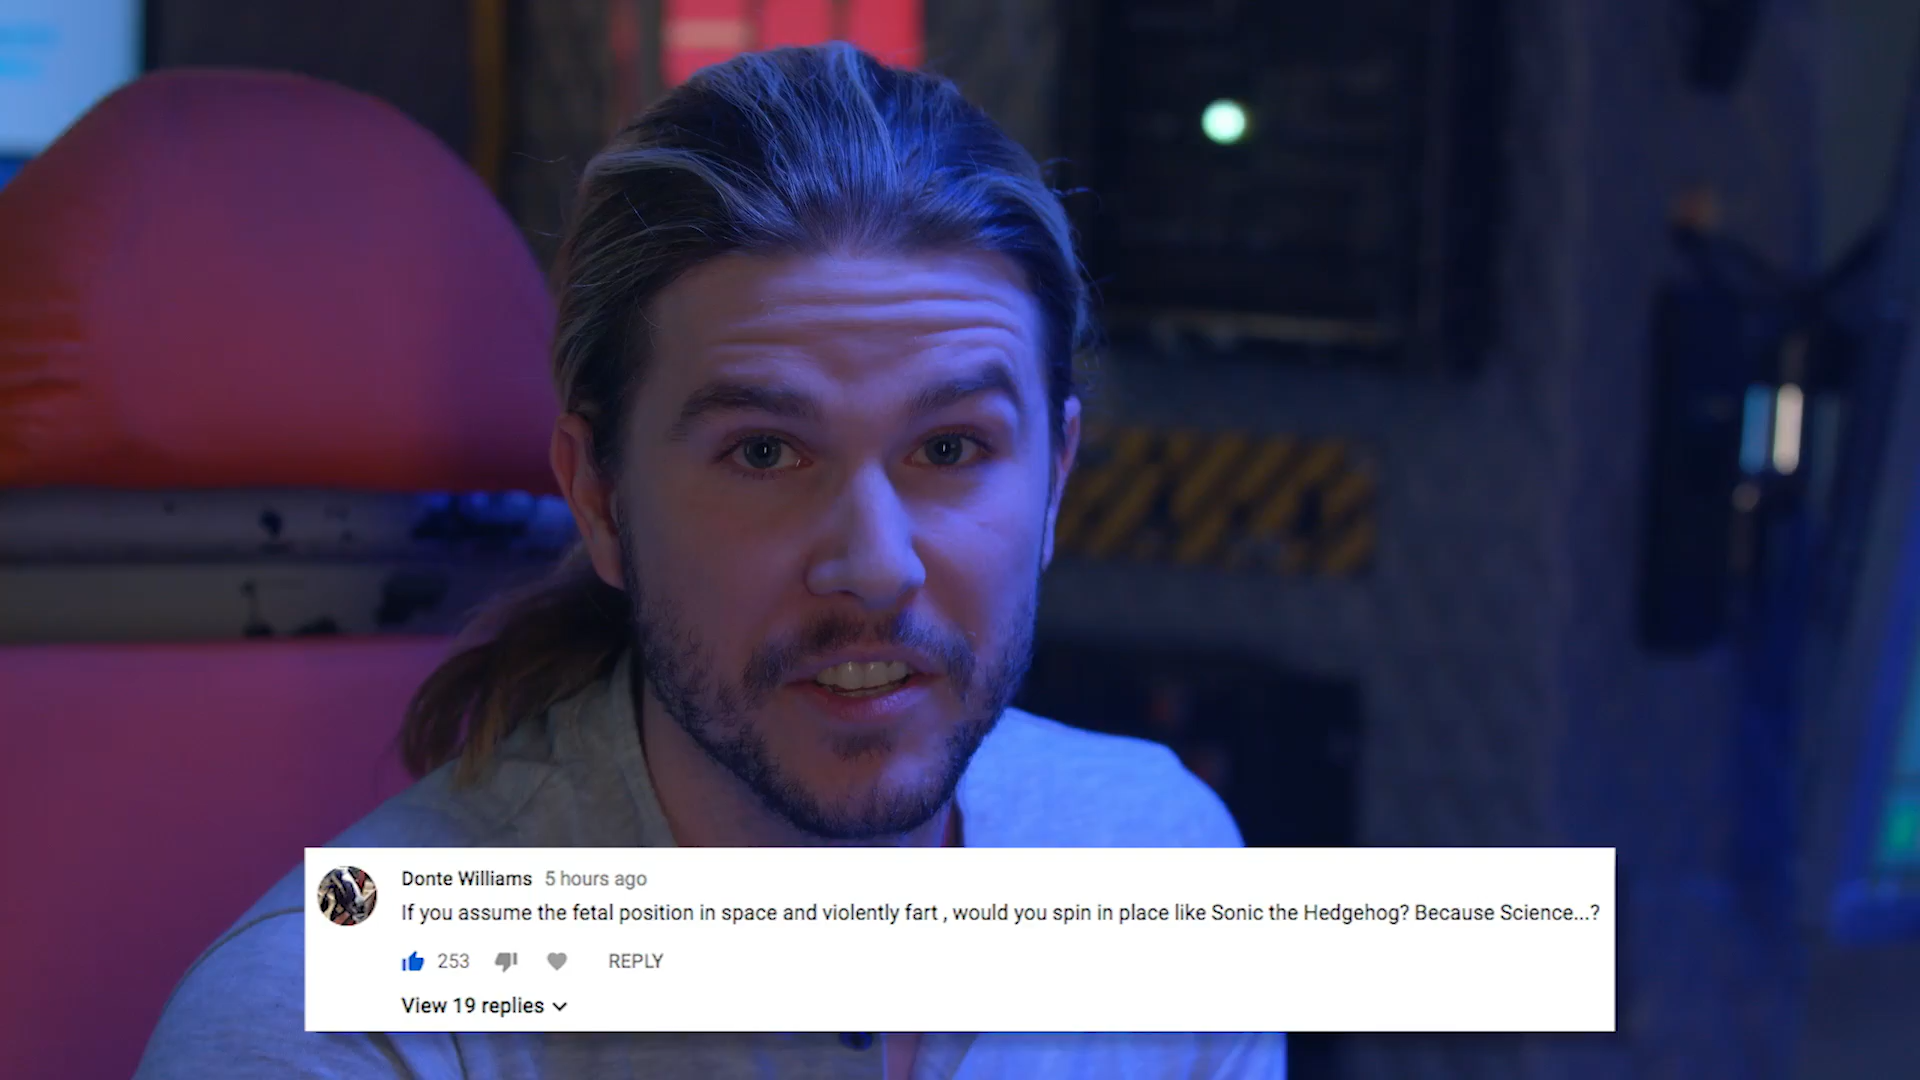 Donte Williams 5 hours ago
If you assume the fetal position in space and violently fart , would you spin in place like Sonic the Hedgehog? Because Science...?
253 REPLY
View 19 replies